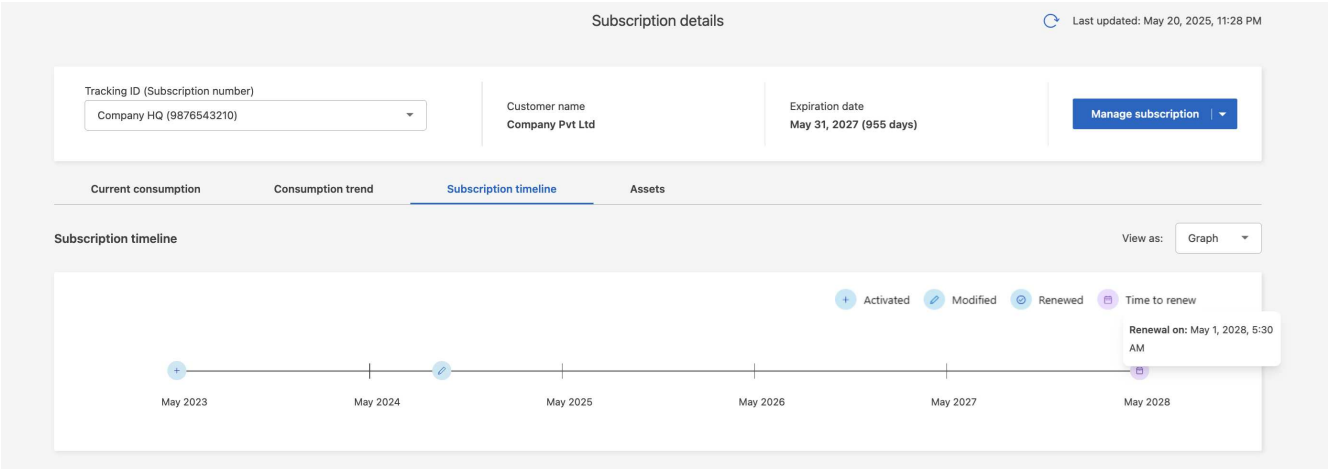 Subscription details
Last updated: May 20, 2025, 11:28 PM
Tracking ID (Subscription number)
Company HQ (9876543210)
Customer name
Company Pvt Ltd
Expiration date
May 31, 2027 (955 days)
Manage subscription
Current consumption
Consumption trend
Subscription timeline
Assets
Subscription timeline
View as:
Graph
Activated
Modified
Renewed
Time to renew
Renewal on: May 1, 2028, 5:30
AM
May 2023
May 2024
May 2025
May 2026
May 2027
May 2028